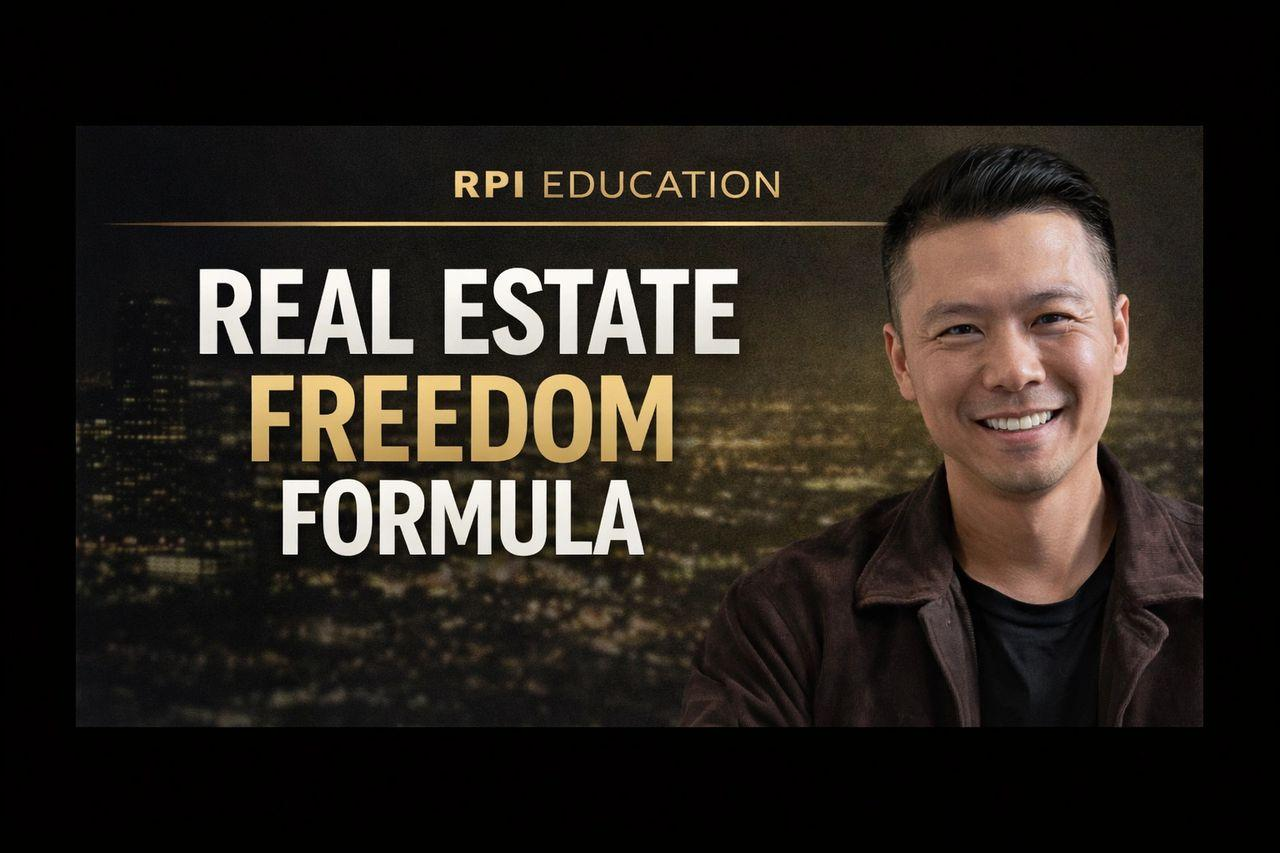 RPI EDUCATION
REAL ESTATE
FREEDOM
FORMULA